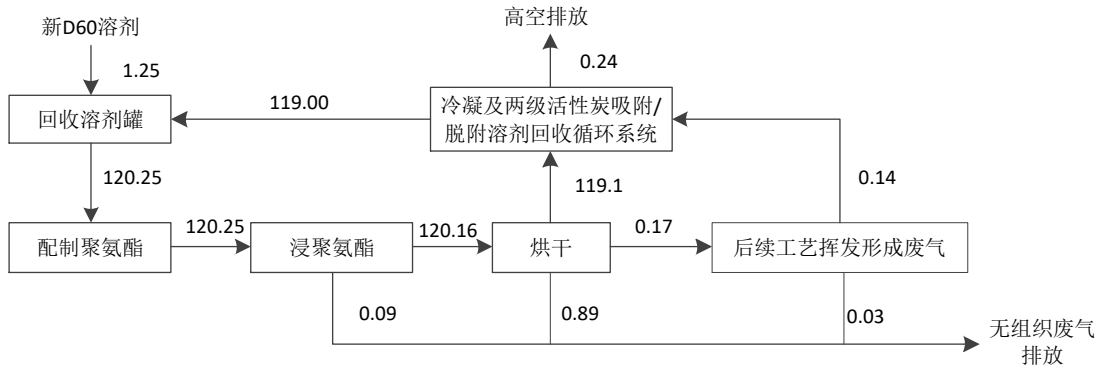 高空排放
新D60溶剂
0.24
1.25
119.00
冷凝及两级活性炭吸附/
脱附溶剂回收循环系统
回收溶剂罐
120.25
119.1
0.14
配制聚氨酯
120.25
浸聚氨酯
120.16
烘干
0.17
后续工艺挥发形成废气
0.09
0.89
0.03
无组织废气
排放